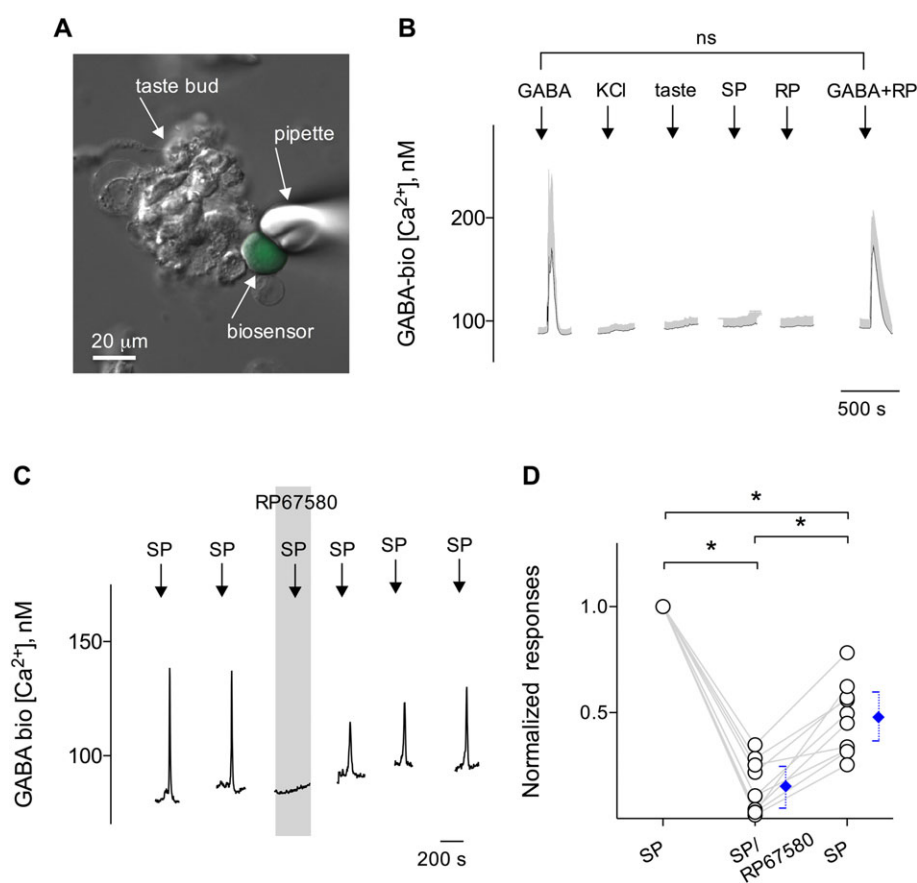 A
taste bud
pipette
biosensor
20 μm
B
ns
GABA KCl taste SP RP GABA+RP
GABA-bio [Ca²⁺], nM
200
100
500 s
C
RP67580
SP SP SP SP SP SP
GABA bio [Ca²⁺], nM
150
100
200 s
D
*
* *
Normalized responses
1.0
0.5
SP
SP/
RP67580
SP